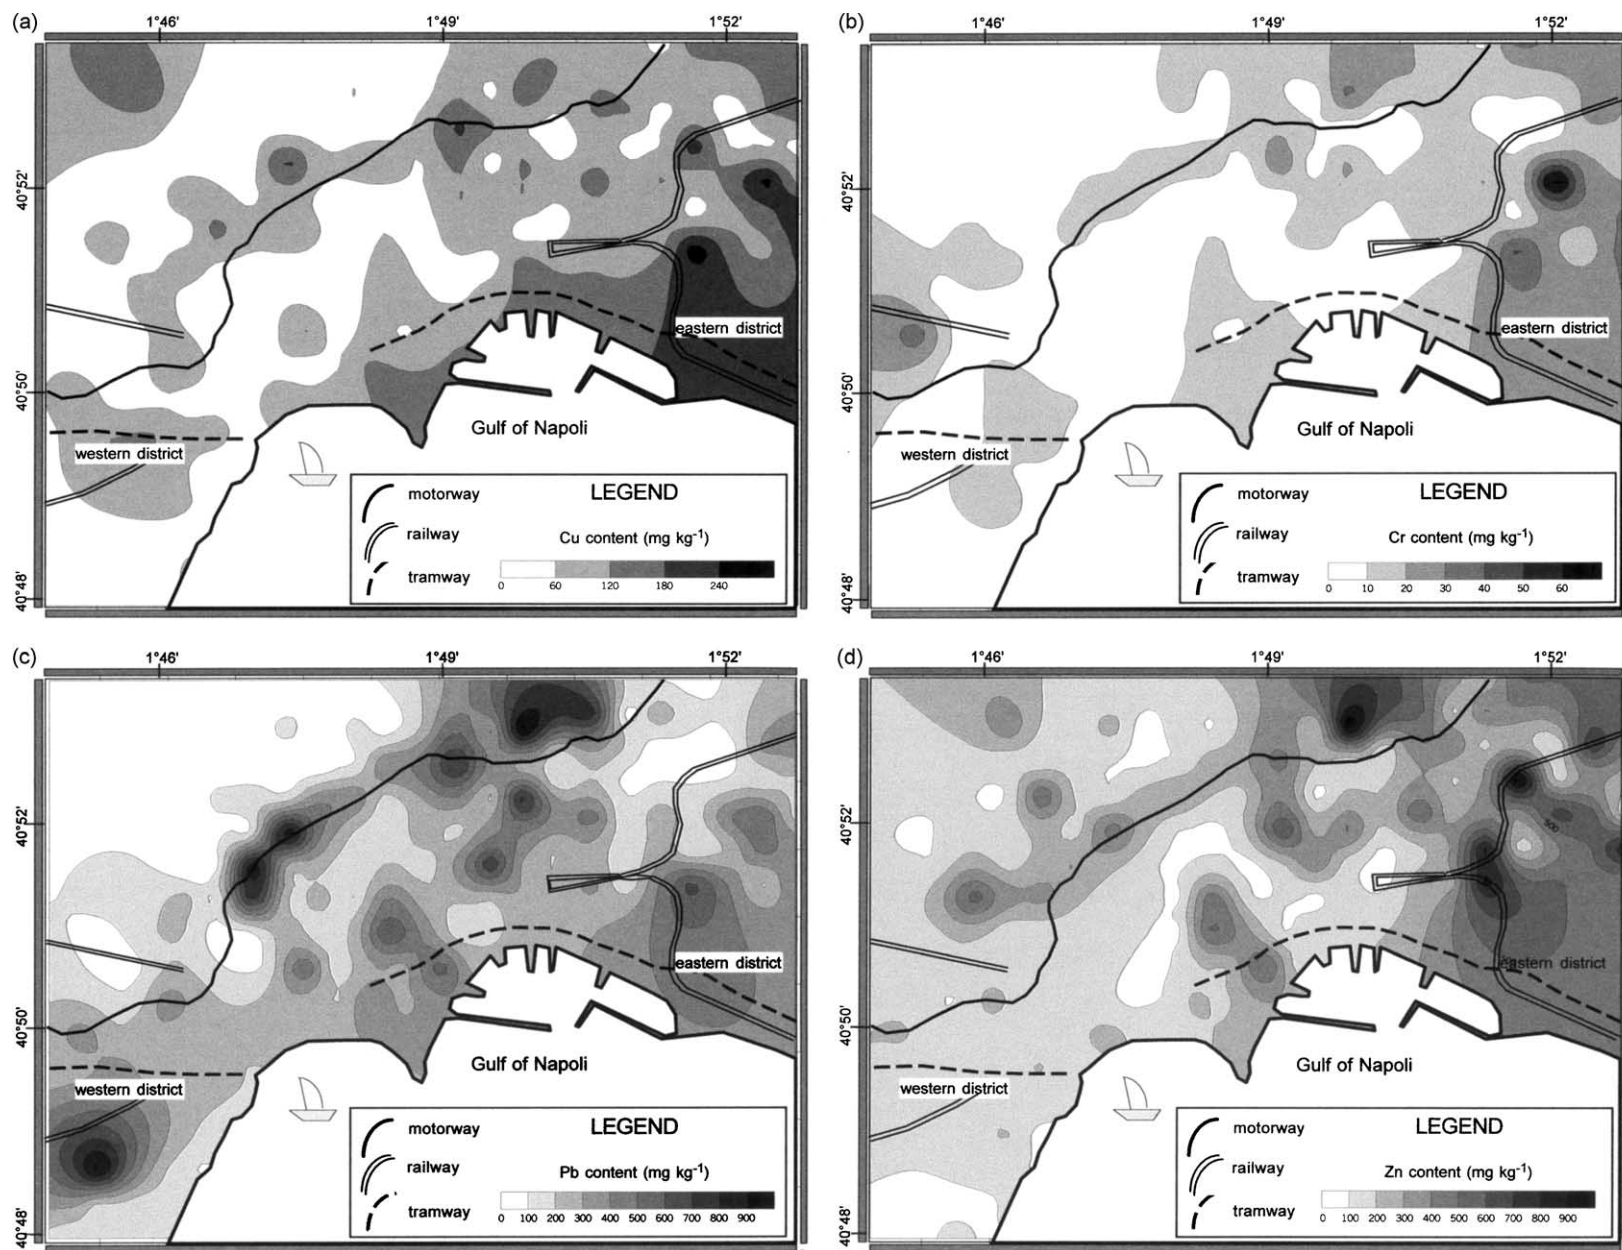 (a)
1°46'
1°49'
1°52'
40°52'
40°50'
40°48'
eastern district
western district
Gulf of Napoli
LEGEND
motorway
railway
tramway
Cu content (mg kg-1)
0 60 120 180 240
(b)
1°46'
1°49'
1°52'
40°52'
40°50'
40°48'
eastern district
western district
Gulf of Napoli
LEGEND
motorway
railway
tramway
Cr content (mg kg-1)
0 10 20 30 40 50 60
(c)
1°46'
1°49'
1°52'
40°52'
40°50'
40°48'
eastern district
western district
Gulf of Napoli
LEGEND
motorway
railway
tramway
Pb content (mg kg-1)
0 100 200 300 400 500 600 700 800 900
(d)
1°46'
1°49'
1°52'
40°52'
500
40°50'
40°48'
eastern district
western district
Gulf of Napoli
LEGEND
motorway
railway
tramway
Zn content (mg kg-1)
0 100 200 300 400 500 600 700 800 900